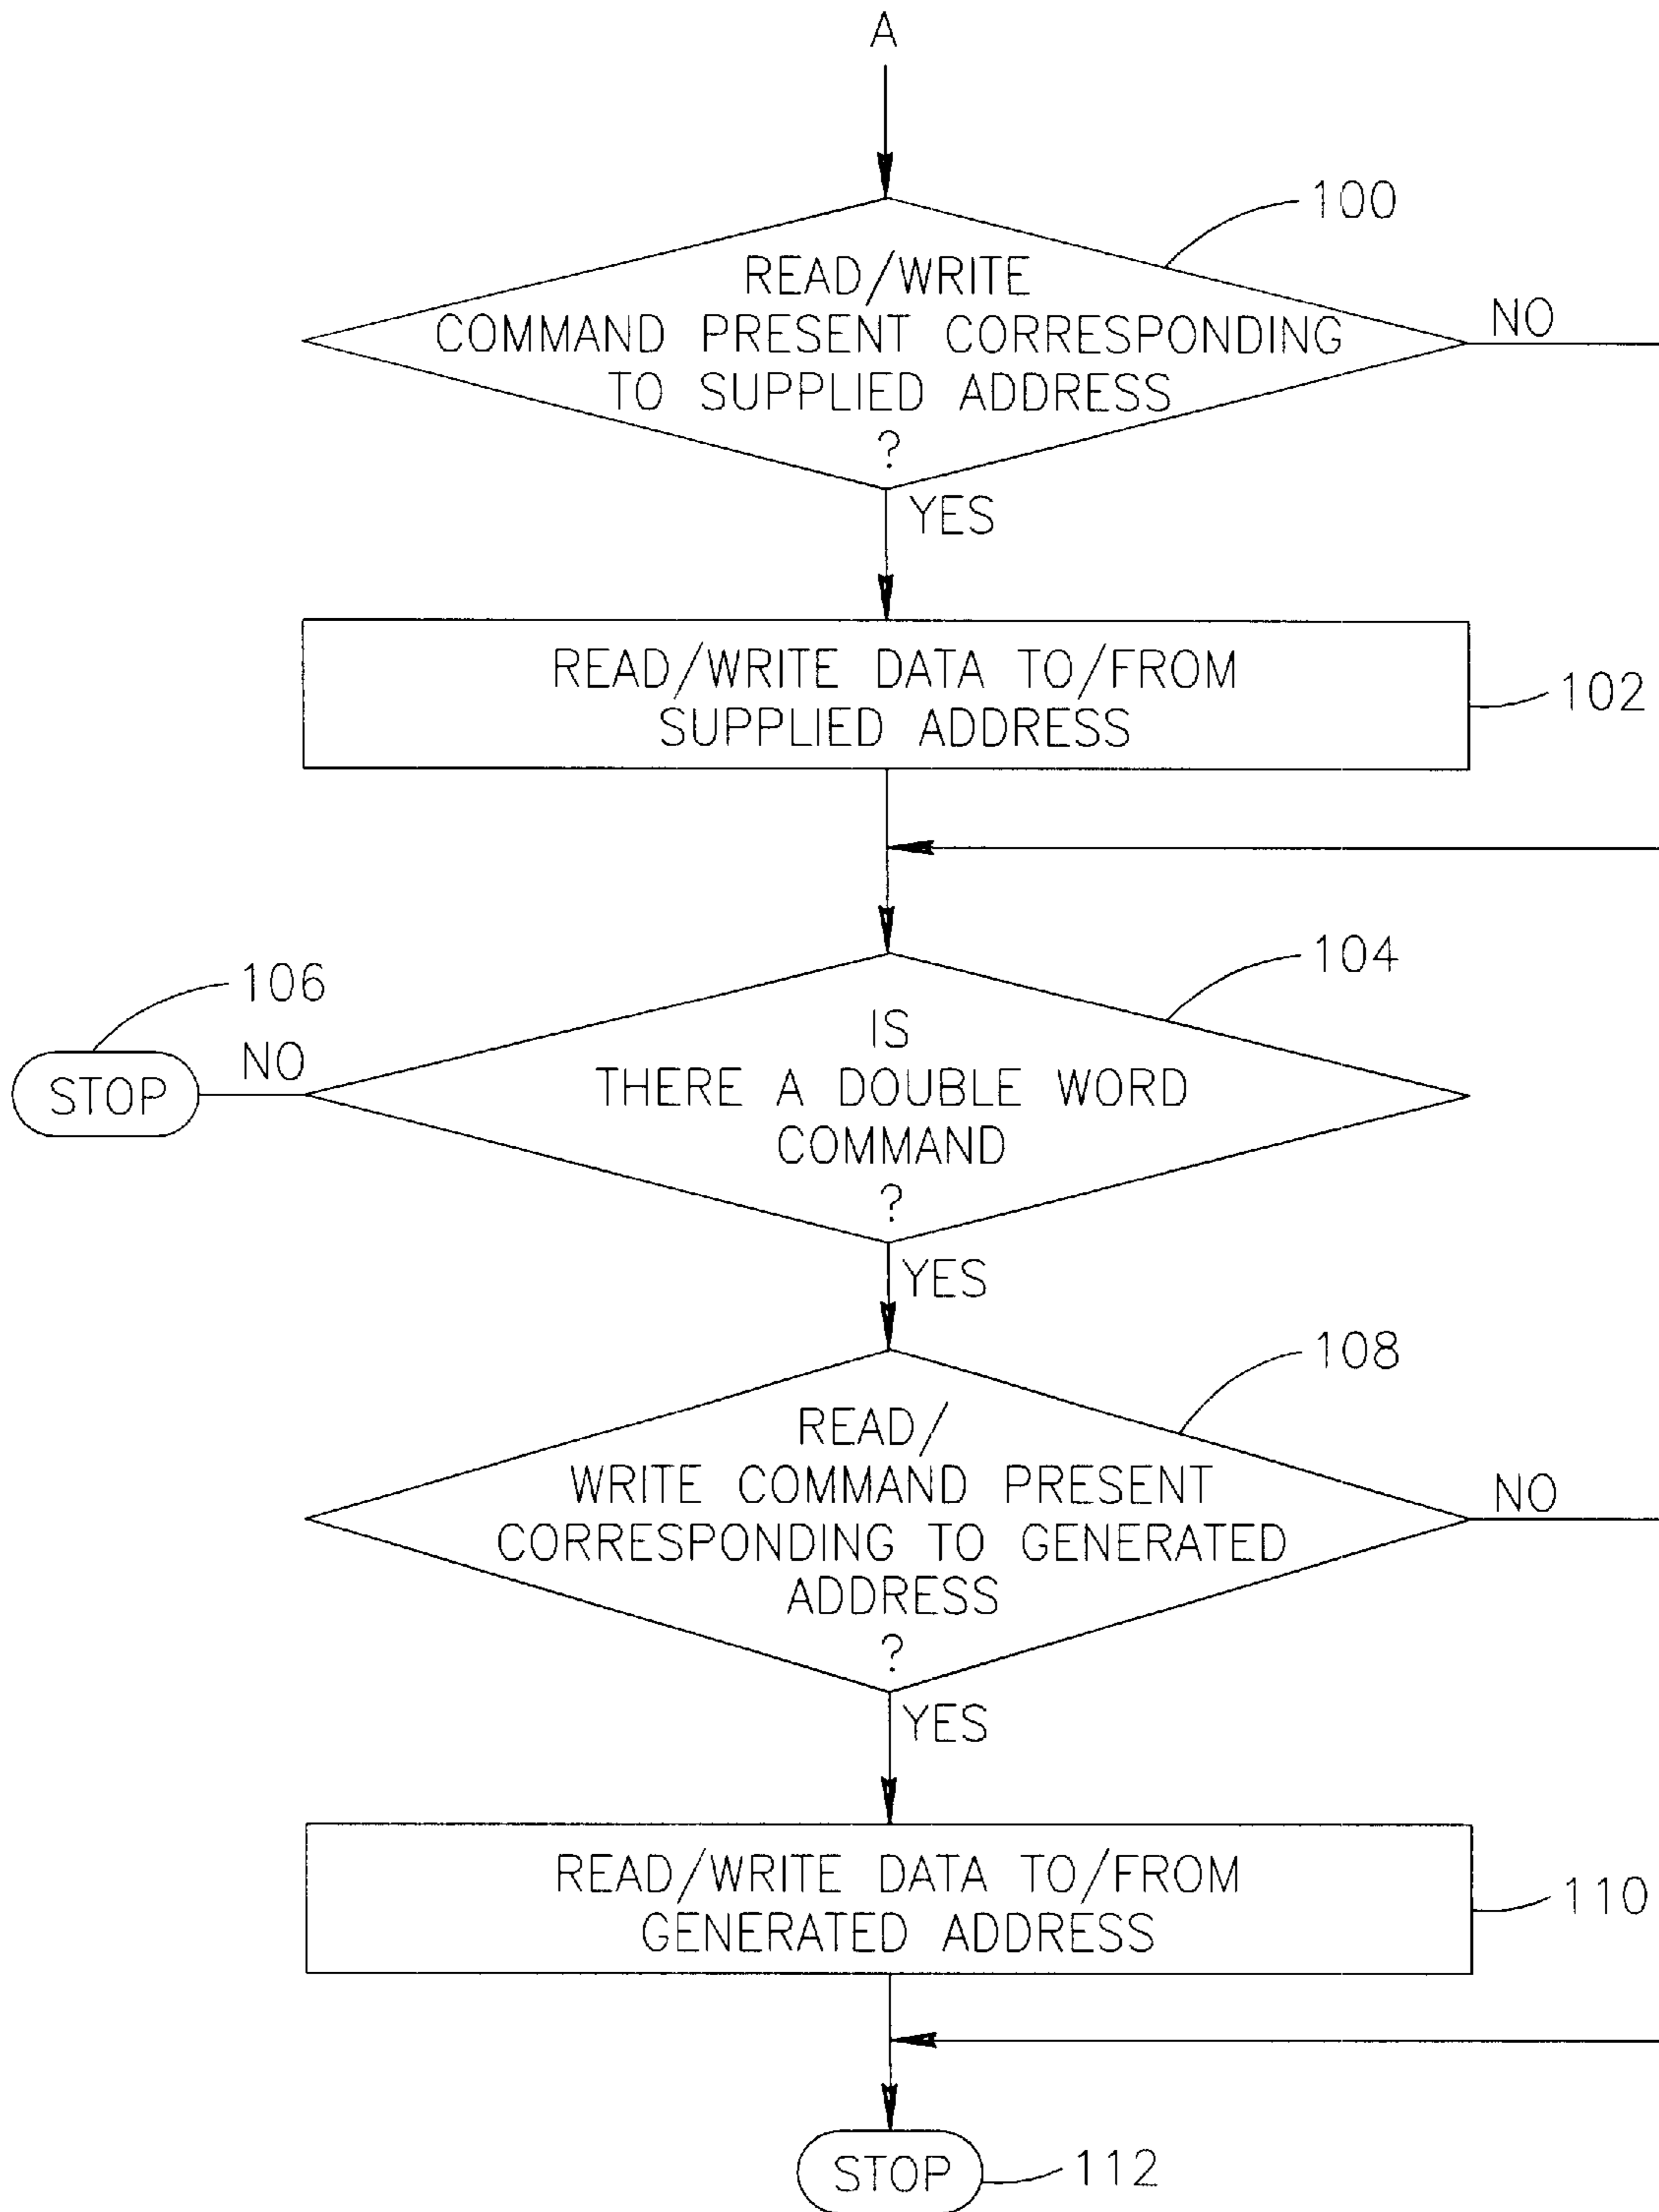 A
100
READ/WRITE
COMMAND PRESENT CORRESPONDING
TO SUPPLIED ADDRESS
?
NO
YES
READ/WRITE DATA TO/FROM
SUPPLIED ADDRESS
102
104
106
IS
THERE A DOUBLE WORD
COMMAND
?
NO
STOP
YES
108
READ/
WRITE COMMAND PRESENT
CORRESPONDING TO GENERATED
ADDRESS
?
NO
YES
READ/WRITE DATA TO/FROM
GENERATED ADDRESS
110
STOP
112